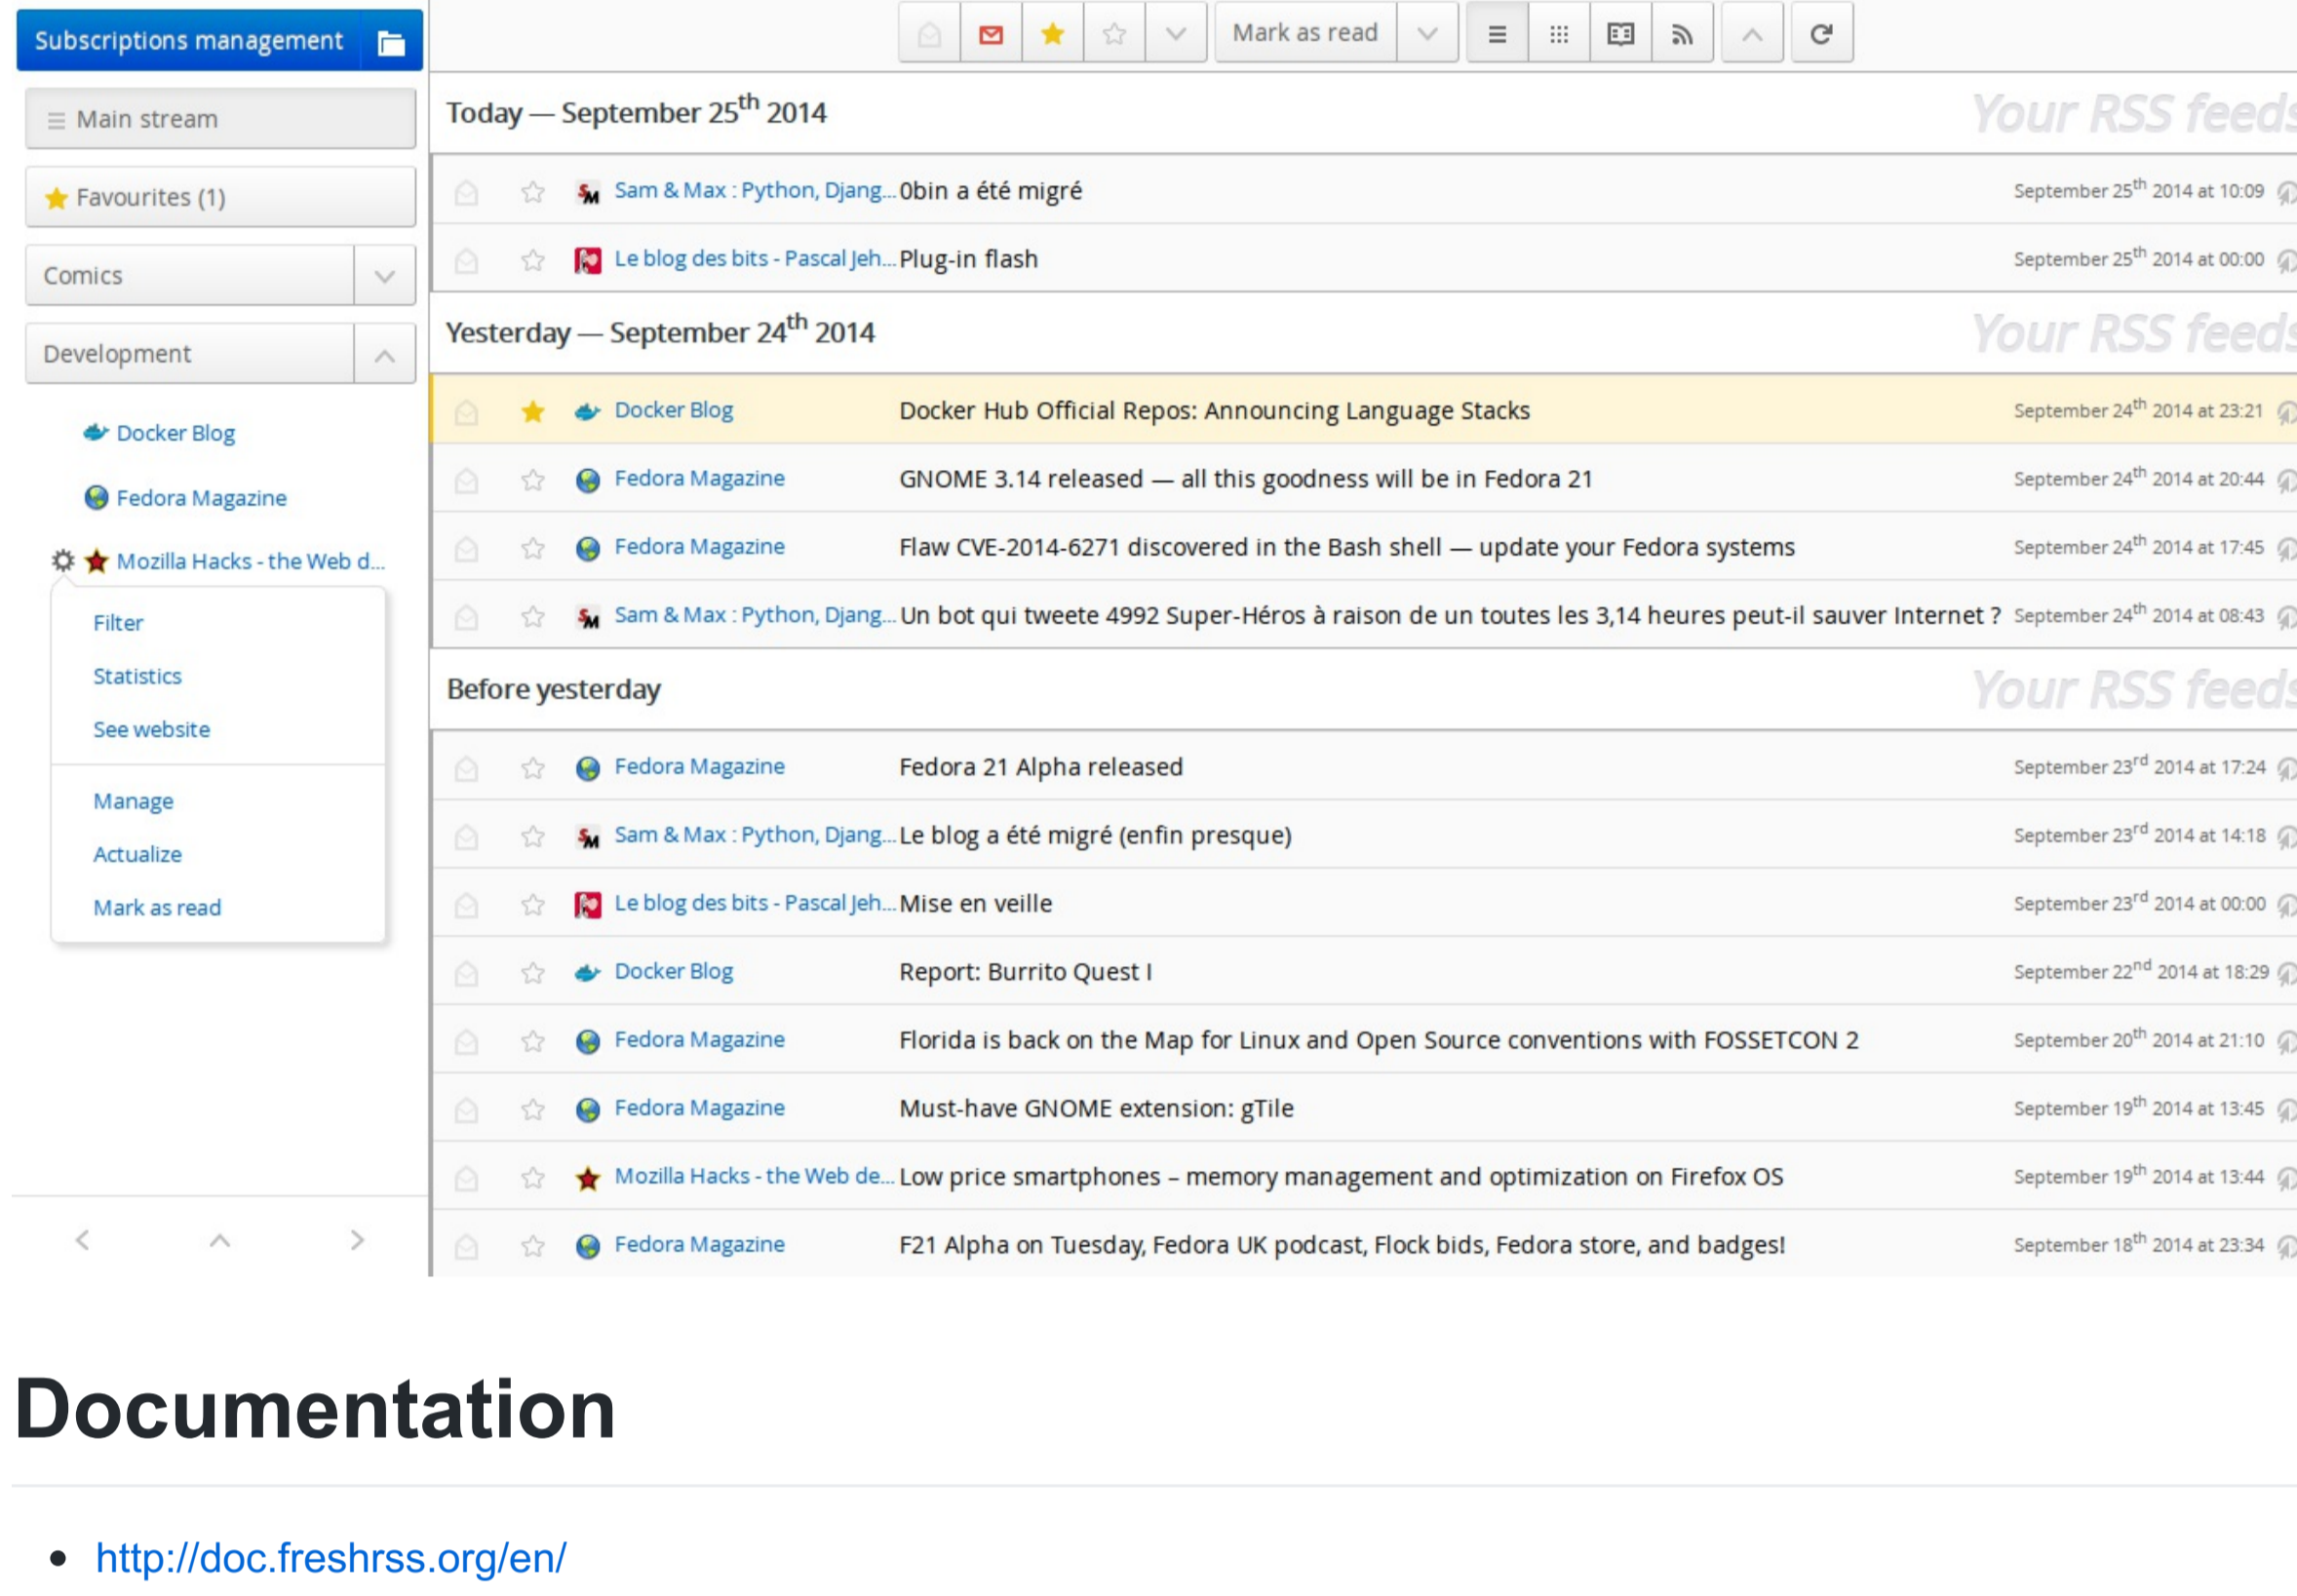 Subscriptions management
Mark as read
Main stream
Favourites (1)
Comics
Development
Docker Blog
Fedora Magazine
Mozilla Hacks - the Web d...
Filter
Statistics
See website
Manage
Actualize
Mark as read
Today — September 25th 2014 Your RSS feeds
Sam & Max : Python, Djang... 0bin a été migré September 25th 2014 at 10:09
Le blog des bits - Pascal Jeh... Plug-in flash September 25th 2014 at 00:00
Yesterday — September 24th 2014 Your RSS feeds
Docker Blog Docker Hub Official Repos: Announcing Language Stacks September 24th 2014 at 23:21
Fedora Magazine GNOME 3.14 released — all this goodness will be in Fedora 21 September 24th 2014 at 20:44
Fedora Magazine Flaw CVE-2014-6271 discovered in the Bash shell — update your Fedora systems September 24th 2014 at 17:45
Sam & Max : Python, Djang... Un bot qui tweete 4992 Super-Héros à raison de un toutes les 3,14 heures peut-il sauver Internet ? September 24th 2014 at 08:43
Before yesterday Your RSS feeds
Fedora Magazine Fedora 21 Alpha released September 23rd 2014 at 17:24
Sam & Max : Python, Djang... Le blog a été migré (enfin presque) September 23rd 2014 at 14:18
Le blog des bits - Pascal Jeh... Mise en veille September 23rd 2014 at 00:00
Docker Blog Report: Burrito Quest I September 22nd 2014 at 18:29
Fedora Magazine Florida is back on the Map for Linux and Open Source conventions with FOSSETCON 2 September 20th 2014 at 21:10
Fedora Magazine Must-have GNOME extension: gTile September 19th 2014 at 13:45
Mozilla Hacks - the Web de... Low price smartphones – memory management and optimization on Firefox OS September 19th 2014 at 13:44
Fedora Magazine F21 Alpha on Tuesday, Fedora UK podcast, Flock bids, Fedora store, and badges! September 18th 2014 at 23:34
Documentation
• http://doc.freshrss.org/en/